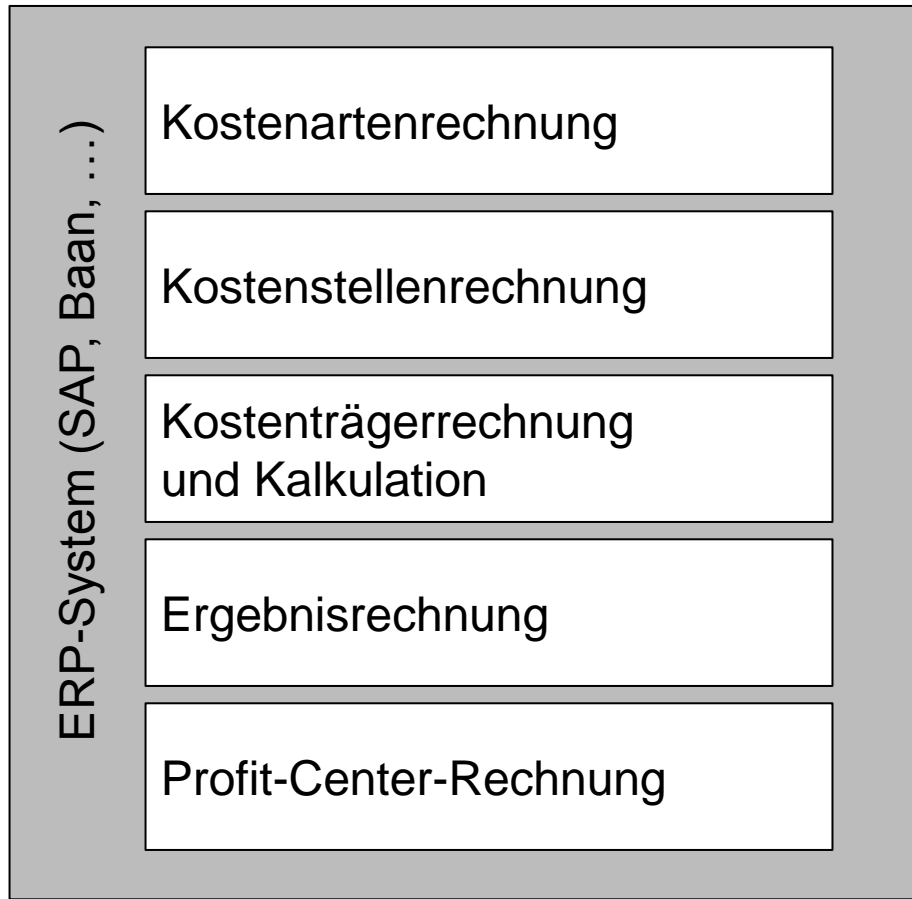 ERP-System (SAP, Baan, …)
Kostenartenrechnung
Kostenstellenrechnung
Kostenträgerrechnung
und Kalkulation
Ergebnisrechnung
Profit-Center-Rechnung